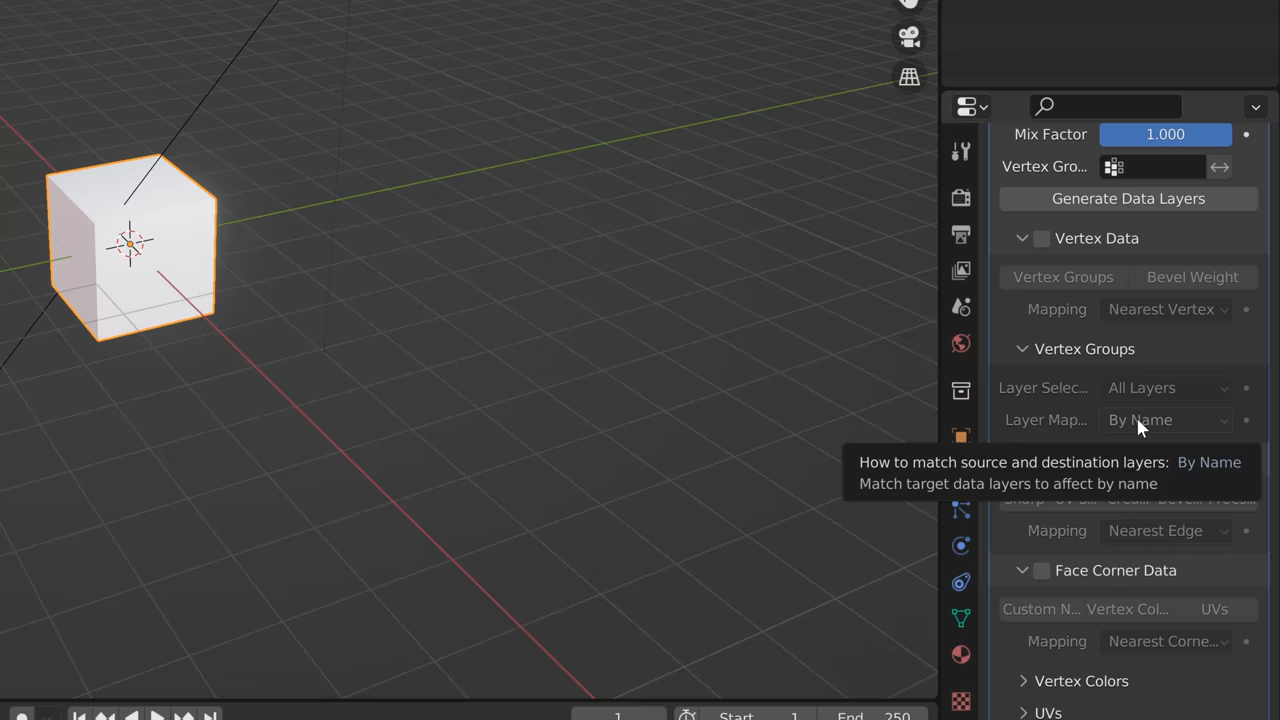 Mix Factor 1.000
Vertex Gro...
Generate Data Layers
Vertex Data
Vertex Groups Bevel Weight
Mapping Nearest Vertex
Vertex Groups
Layer Selec... All Layers
Layer Map... By Name
How to match source and destination layers: By Name
Match target data layers to affect by name
Mapping Nearest Edge
Face Corner Data
Custom N... Vertex Col... UVs
Mapping Nearest Corne...
Vertex Colors
UVs
1 Start 1 End 250